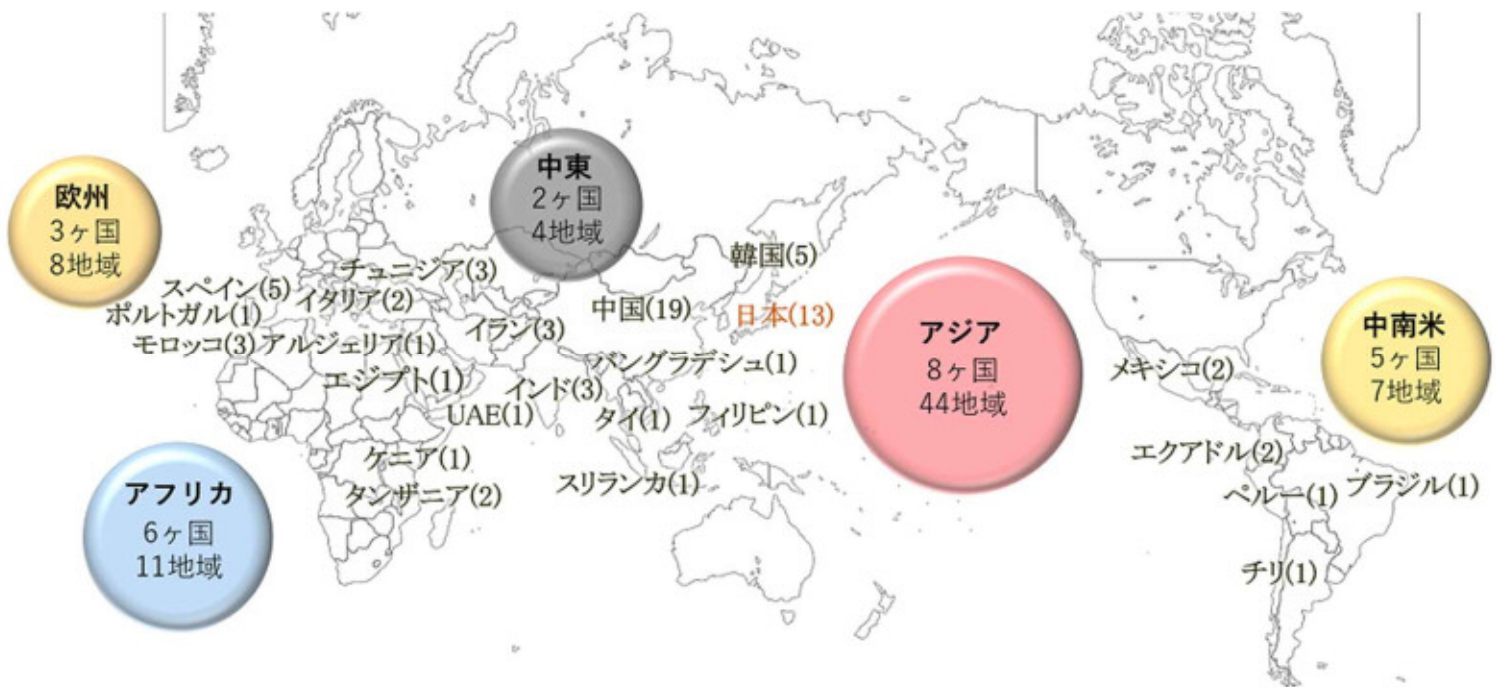 欧州
3ヶ国
8地域
中東
2ヶ国
4地域
アジア
8ヶ国
44地域
中南米
5ヶ国
7地域
アフリカ
6ヶ国
11地域
韓国(5)
チュニジア(3)
スペイン(5)
イタリア(2)
中国(19)
日本(13)
ポルトガル(1)
イラン(3)
モロッコ(3)
アルジェリア(1)
バングラデシュ(1)
メキシコ(2)
エジプト(1)
インド(3)
UAE(1)
タイ(1)
フィリピン(1)
ケニア(1)
エクアドル(2)
スリランカ(1)
タンザニア(2)
ペルー(1)
ブラジル(1)
チリ(1)